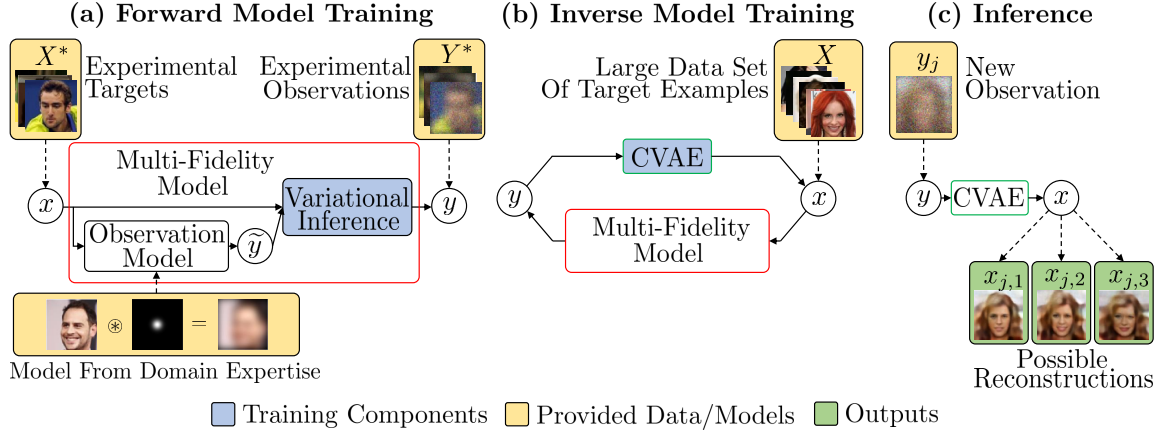 (a) Forward Model Training
X*
Experimental
Targets
Experimental
Observations
Y*
Multi-Fidelity
Model
x
Observation
Model
ỹ
Variational
Inference
y
⊛
=
Model From Domain Expertise
(b) Inverse Model Training
Large Data Set
Of Target Examples
X
CVAE
y
x
Multi-Fidelity
Model
(c) Inference
y_j
New
Observation
y
CVAE
x
x_{j,1}
x_{j,2}
x_{j,3}
Possible
Reconstructions
Training Components
Provided Data/Models
Outputs